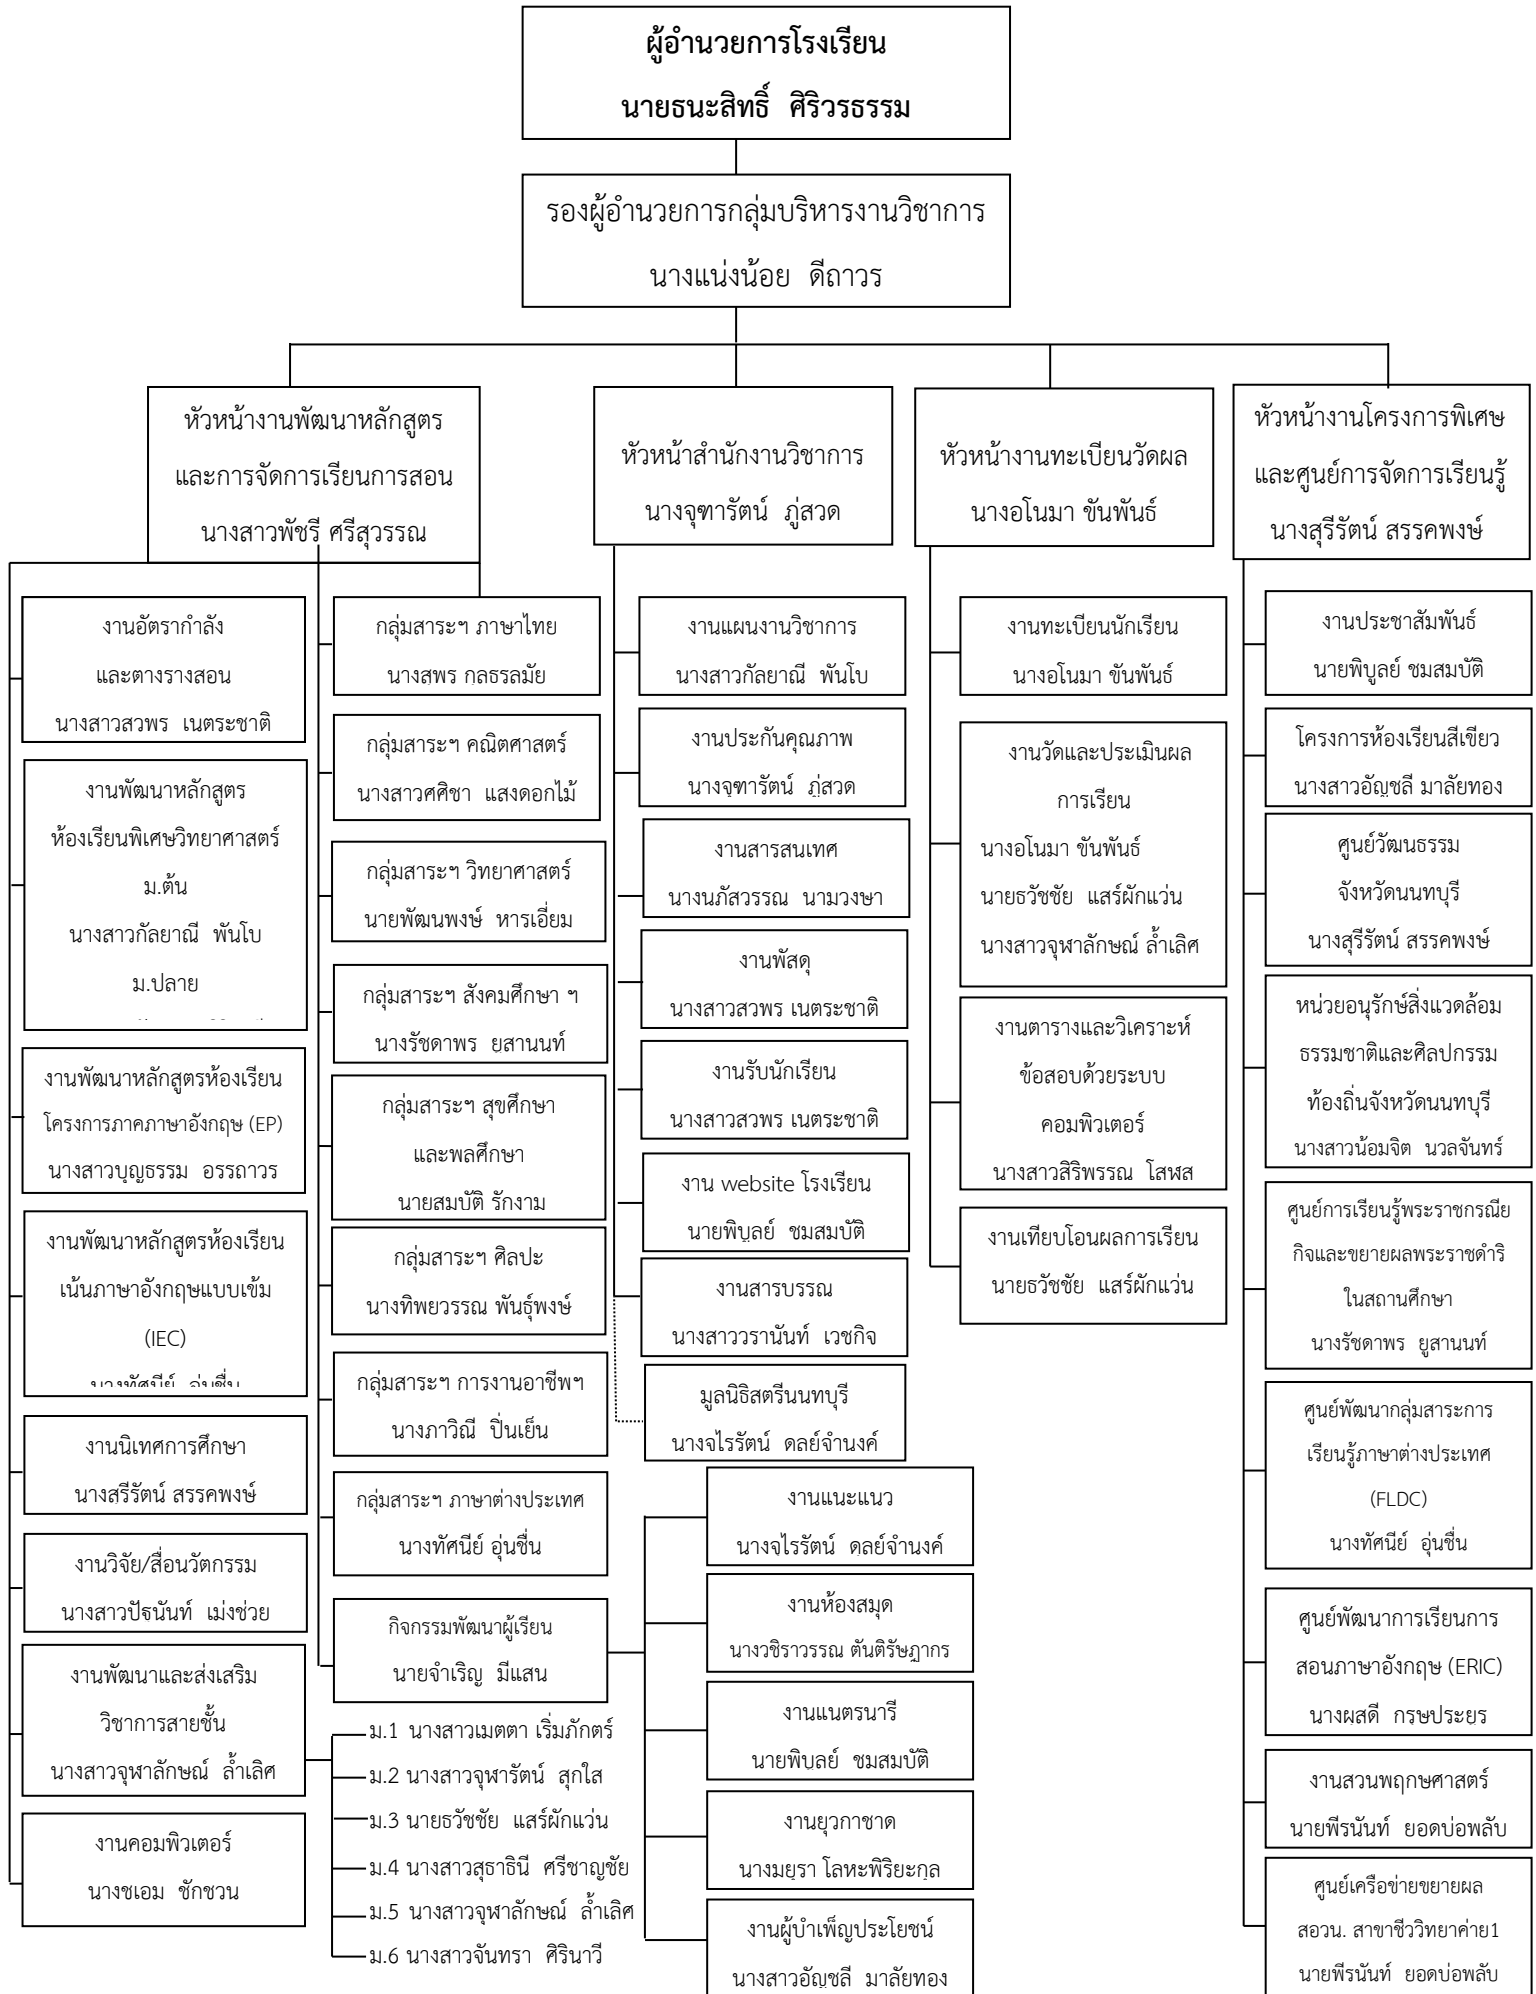 ผู้อำนวยการโรงเรียน
นายธนะสิทธิ์  ศิริวรธรรม
รองผู้อำนวยการกลุ่มบริหารงานวิชาการ
นางแน่งน้อย  ดีถาวร
หัวหน้างานพัฒนาหลักสูตร
และการจัดการเรียนการสอน
นางสาวพัชรี ศรีสุวรรณ
งานอัตรากำลัง
และตารางสอน
นางสาวสวพร  เนตระชาติ
งานพัฒนาหลักสูตร
ห้องเรียนพิเศษวิทยาศาสตร์
ม.ต้น
นางสาวกัลยาณี  พันโบ
ม.ปลาย
งานพัฒนาหลักสูตรห้องเรียน
โครงการภาคภาษาอังกฤษ (EP)
นางสาวบุญธรรม  อรรถาวร
งานพัฒนาหลักสูตรห้องเรียน
เน้นภาษาอังกฤษแบบเข้ม
(IEC)
นางทัศนีย์  อุ่นชื่น
งานนิเทศการศึกษา
นางสุรีรัตน์ สรรคพงษ์
งานวิจัย/สื่อนวัตกรรม
นางสาวปัธนันท์  เม่งช่วย
งานพัฒนาและส่งเสริม
วิชาการสายชั้น
นางสาวจุฬาลักษณ์  ล้ำเลิศ
งานคอมพิวเตอร์
นางชเอม  ชักชวน
กลุ่มสาระฯ ภาษาไทย
นางสุพร กุลธรลมัย
กลุ่มสาระฯ คณิตศาสตร์
นางสาวศศิชา  แสงดอกไม้
กลุ่มสาระฯ วิทยาศาสตร์
นายพัฒนพงษ์  หารเอี่ยม
กลุ่มสาระฯ สังคมศึกษา ฯ
นางรัชดาพร  ยูสานนท์
กลุ่มสาระฯ สุขศึกษา
และพลศึกษา
นายสมบัติ รักงาม
กลุ่มสาระฯ ศิลปะ
นางทิพยวรรณ พันธุ์พงษ์
กลุ่มสาระฯ การงานอาชีพฯ
นางภาวิณี  ปิ่นเย็น
กลุ่มสาระฯ ภาษาต่างประเทศ
นางทัศนีย์ อุ่นชื่น
กิจกรรมพัฒนาผู้เรียน
นายจำเริญ  มีแสน
ม.1  นางสาวเมตตา เริ่มภักตร์
ม.2 นางสาวจุฬารัตน์  สุกใส
ม.3 นายธวัชชัย  แสร์ผักแว่น
ม.4 นางสาวสุธาธินี  ศรีชาญชัย
ม.5  นางสาวจุฬาลักษณ์  ล้ำเลิศ
ม.6 นางสาวจันทรา  ศิรินาวี
หัวหน้าสำนักงานวิชาการ
นางจุฑารัตน์  ภู่สวด
งานแผนงานวิชาการ
นางสาวกัลยาณี  พันโบ
งานประกันคุณภาพ
นางจุฑารัตน์  ภู่สวด
งานสารสนเทศ
นางนภัสวรรณ  นามวงษา
งานพัสดุ
นางสาวสวพร เนตระชาติ
งานรับนักเรียน
นางสาวสวพร เนตระชาติ
งาน website โรงเรียน
นายพิบูลย์  ชมสมบัติ
งานสารบรรณ
นางสาววรานันท์  เวชกิจ
มูลนิธิสตรีนนทบุรี
นางจไรรัตน์  ดลย์จำนงค์
งานแนะแนว
นางจไรรัตน์  ดลย์จำนงค์
งานห้องสมุด
นางวชิราวรรณ ตันติรัษฎากร
งานแนตรนารี
นายพิบูลย์  ชมสมบัติ
งานยุวกาชาด
นางมยุรา โลหะพิริยะกุล
งานผู้บำเพ็ญประโยชน์
นางสาวอัญชลี  มาลัยทอง
หัวหน้างานทะเบียนวัดผล
นางอโนมา ขันพันธ์
งานทะเบียนนักเรียน
นางอโนมา ขันพันธ์
งานวัดและประเมินผล
การเรียน
นางอโนมา ขันพันธ์
นายธวัชชัย  แสร์ผักแว่น
นางสาวจุฬาลักษณ์ ล้ำเลิศ
งานตารางและวิเคราะห์
ข้อสอบด้วยระบบ
คอมพิวเตอร์
นางสาวสิริพรรณ  โสฬส
งานเทียบโอนผลการเรียน
นายธวัชชัย  แสร์ผักแว่น
หัวหน้างานโครงการพิเศษ
และศูนย์การจัดการเรียนรู้
นางสุรีรัตน์ สรรคพงษ์
งานประชาสัมพันธ์
นายพิบูลย์ ชมสมบัติ
โครงการห้องเรียนสีเขียว
นางสาวอัญชลี มาลัยทอง
ศูนย์วัฒนธรรม
จังหวัดนนทบุรี
นางสุรีรัตน์ สรรคพงษ์
หน่วยอนุรักษ์สิ่งแวดล้อม
ธรรมชาติและศิลปกรรม
ท้องถิ่นจังหวัดนนทบุรี
นางสาวน้อมจิต  นวลจันทร์
ศูนย์การเรียนรู้พระราชกรณีย
กิจและขยายผลพระราชดำริ
ในสถานศึกษา
นางรัชดาพร  ยูสานนท์
ศูนย์พัฒนากลุ่มสาระการ
เรียนรู้ภาษาต่างประเทศ
(FLDC)
นางทัศนีย์  อุ่นชื่น
ศูนย์พัฒนาการเรียนการ
สอนภาษาอังกฤษ (ERIC)
นางผุสดี  กรุษประยูร
งานสวนพฤกษศาสตร์
นายพีรนันท์  ยอดบ่อพลับ
ศูนย์เครือข่ายขยายผล
สอวน. สาขาชีววิทยาค่าย1
นายพีรนันท์  ยอดบ่อพลับ